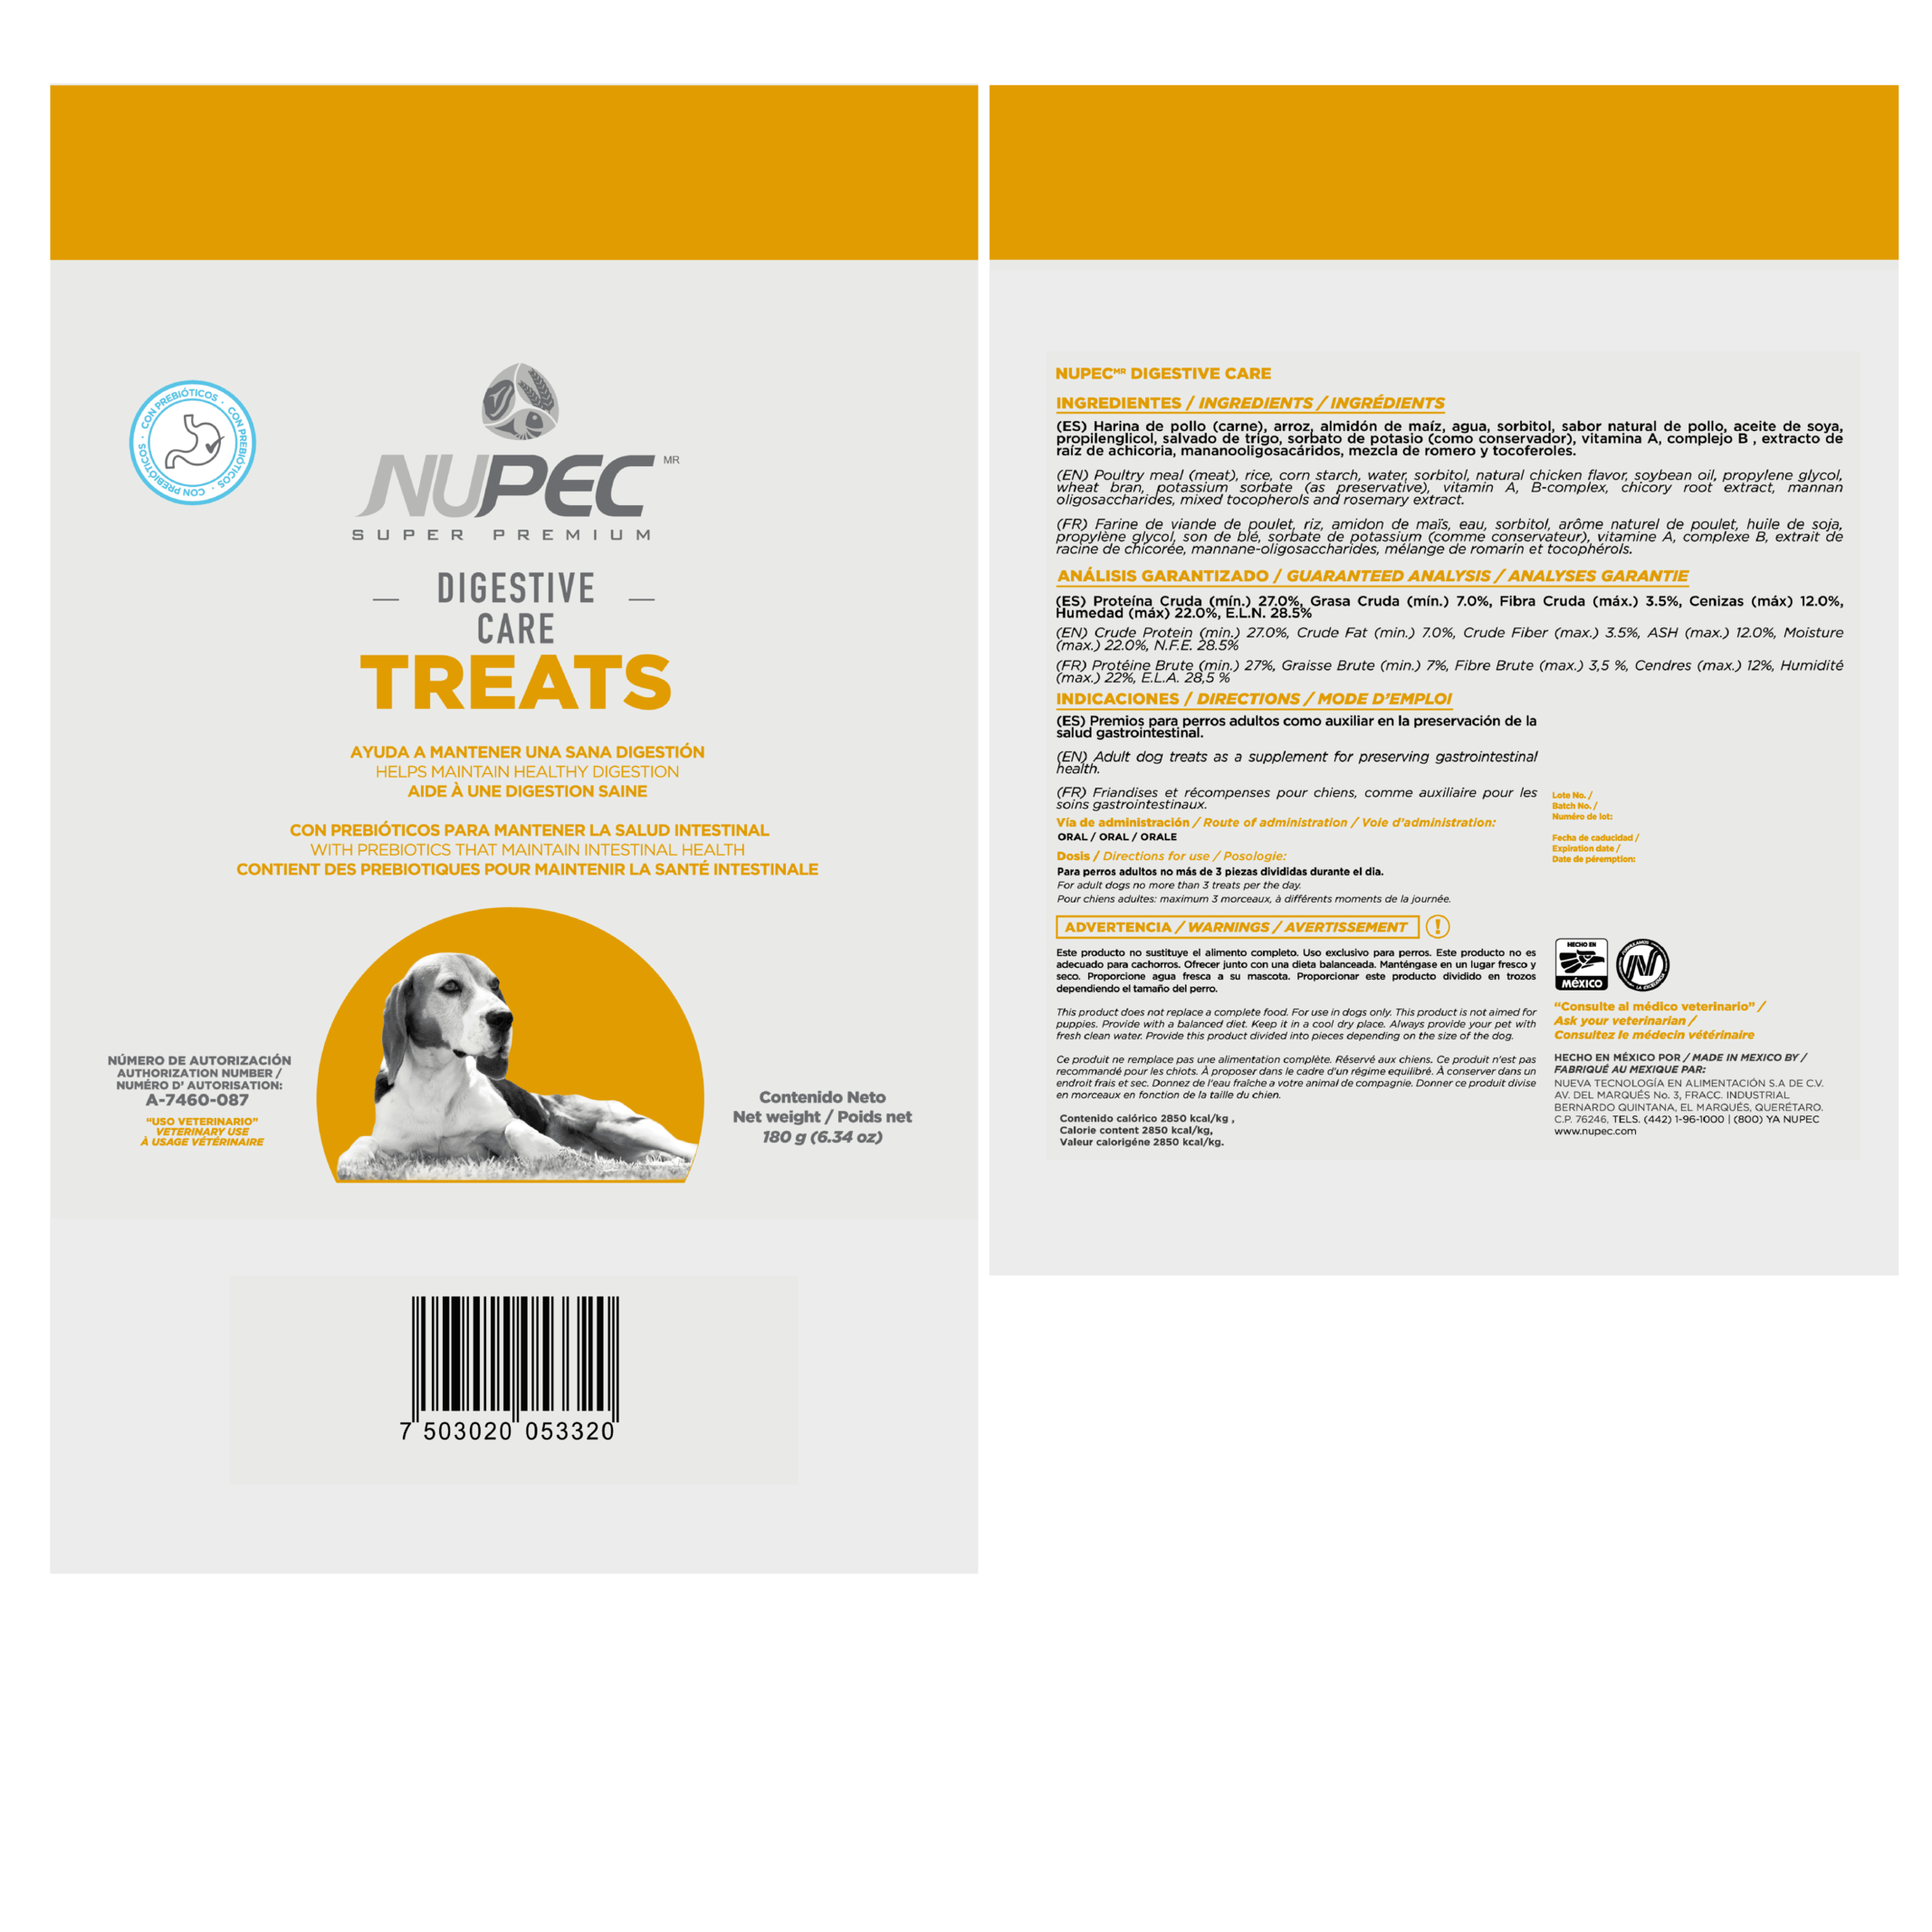 CON PREBIÓTICOS · CON PREBIÓTICOS · CON PREBIÓTICOS ·
NUPEC MR
SUPER PREMIUM
DIGESTIVE
CARE
TREATS
AYUDA A MANTENER UNA SANA DIGESTIÓN
HELPS MAINTAIN HEALTHY DIGESTION
AIDE À UNE DIGESTION SAINE
CON PREBIÓTICOS PARA MANTENER LA SALUD INTESTINAL
WITH PREBIOTICS THAT MAINTAIN INTESTINAL HEALTH
CONTIENT DES PREBIOTIQUES POUR MAINTENIR LA SANTÉ INTESTINALE
NÚMERO DE AUTORIZACIÓN
AUTHORIZATION NUMBER /
NUMÉRO D' AUTORISATION:
A-7460-087
"USO VETERINARIO"
VETERINARY USE
À USAGE VÉTÉRINAIRE
Contenido Neto
Net weight / Poids net
180 g (6.34 oz)
7 503020 053320
NUPECMR DIGESTIVE CARE
INGREDIENTES / INGREDIENTS / INGRÉDIENTS
(ES) Harina de pollo (carne), arroz, almidón de maíz, agua, sorbitol, sabor natural de pollo, aceite de soya,
propilenglicol, salvado de trigo, sorbato de potasio (como conservador), vitamina A, complejo B , extracto de
raíz de achicoria, mananooligosacáridos, mezcla de romero y tocoferoles.
(EN) Poultry meal (meat), rice, corn starch, water, sorbitol, natural chicken flavor, soybean oil, propylene glycol,
wheat bran, potassium sorbate (as preservative), vitamin A, B-complex, chicory root extract, mannan
oligosaccharides, mixed tocopherols and rosemary extract.
(FR) Farine de viande de poulet, riz, amidon de maïs, eau, sorbitol, arôme naturel de poulet, huile de soja,
propylène glycol, son de blé, sorbate de potassium (comme conservateur), vitamine A, complexe B, extrait de
racine de chicorée, mannane-oligosaccharides, mélange de romarin et tocophérols.
ANÁLISIS GARANTIZADO / GUARANTEED ANALYSIS / ANALYSES GARANTIE
(ES) Proteína Cruda (mín.) 27.0%, Grasa Cruda (mín.) 7.0%, Fibra Cruda (máx.) 3.5%, Cenizas (máx) 12.0%,
Humedad (máx) 22.0%, E.L.N. 28.5%
(EN) Crude Protein (min.) 27.0%, Crude Fat (min.) 7.0%, Crude Fiber (max.) 3.5%, ASH (max.) 12.0%, Moisture
(max.) 22.0%, N.F.E. 28.5%
(FR) Protéine Brute (min.) 27%, Graisse Brute (min.) 7%, Fibre Brute (max.) 3,5 %, Cendres (max.) 12%, Humidité
(max.) 22%, E.L.A. 28,5 %
INDICACIONES / DIRECTIONS / MODE D'EMPLOI
(ES) Premios para perros adultos como auxiliar en la preservación de la
salud gastrointestinal.
(EN) Adult dog treats as a supplement for preserving gastrointestinal
health.
(FR) Friandises et récompenses pour chiens, comme auxiliaire pour les
soins gastrointestinaux.
Vía de administración / Route of administration / Voie d'administration:
ORAL / ORAL / ORALE
Dosis / Directions for use / Posologie:
Para perros adultos no más de 3 piezas divididas durante el dia.
For adult dogs no more than 3 treats per the day.
Pour chiens adultes: maximum 3 morceaux, à différents moments de la journée.
Lote No. /
Batch No. /
Numéro de lot:
Fecha de caducidad /
Expiration date /
Date de péremption:
ADVERTENCIA / WARNINGS / AVERTISSEMENT !
Este producto no sustituye el alimento completo. Uso exclusivo para perros. Este producto no es
adecuado para cachorros. Ofrecer junto con una dieta balanceada. Manténgase en un lugar fresco y
seco. Proporcione agua fresca a su mascota. Proporcionar este producto dividido en trozos
dependiendo el tamaño del perro.
This product does not replace a complete food. For use in dogs only. This product is not aimed for
puppies. Provide with a balanced diet. Keep it in a cool dry place. Always provide your pet with
fresh clean water. Provide this product divided into pieces depending on the size of the dog.
Ce produit ne remplace pas une alimentation complète. Réservé aux chiens. Ce produit n'est pas
recommandé pour les chiots. À proposer dans le cadre d'un régime equilibré. À conserver dans un
endroit frais et sec. Donnez de l'eau fraîche a votre animal de compagnie. Donner ce produit divise
en morceaux en fonction de la taille du chien.
Contenido calórico 2850 kcal/kg ,
Calorie content 2850 kcal/kg,
Valeur calorigéne 2850 kcal/kg.
HECHO EN
MÉXICO
LA EXCELENCIA
"Consulte al médico veterinario" /
Ask your veterinarian /
Consultez le médecin vétérinaire
HECHO EN MÉXICO POR / MADE IN MEXICO BY /
FABRIQUÉ AU MEXIQUE PAR:
NUEVA TECNOLOGÍA EN ALIMENTACIÓN S.A DE C.V.
AV. DEL MARQUÉS No. 3, FRACC. INDUSTRIAL
BERNARDO QUINTANA, EL MARQUÉS, QUERÉTARO.
C.P. 76246, TELS. (442) 1-96-1000 | (800) YA NUPEC
www.nupec.com